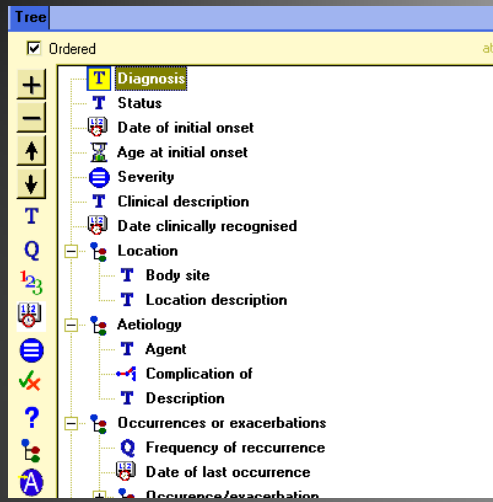 Tree
Ordered
Diagnosis
Status
Date of initial onset
Age at initial onset
Severity
Clinical description
Date clinically recognised
Location
Body site
Location description
Aetiology
Agent
Complication of
Description
Occurrences or exacerbations
Frequency of reccurrence
Date of last occurrence
Occurence/exacerbation